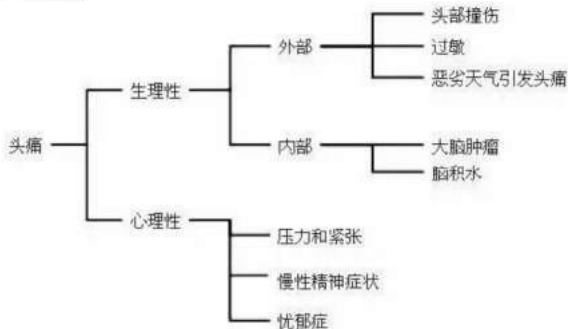 头痛
生理性
外部
头部撞伤
过敏
恶劣天气引发头痛
内部
大脑肿瘤
脑积水
心理性
压力和紧张
慢性精神症状
忧郁症